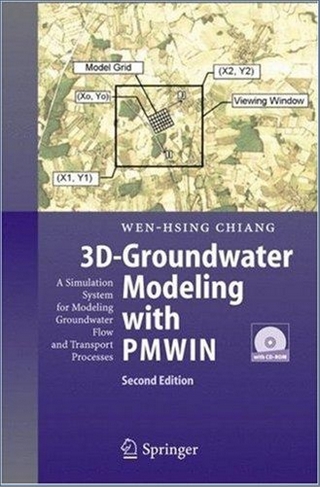 Model Grid
(X2, Y2)
(Xo, Yo)
Viewing Window
(X1, Y1)
WEN-HSING CHIANG
3D-Groundwater
Modeling
with
PMWIN
A Simulation
System
for Modeling
Groundwater
Flow
and Transport
Processes
with CD-ROM
Second Edition
Springer